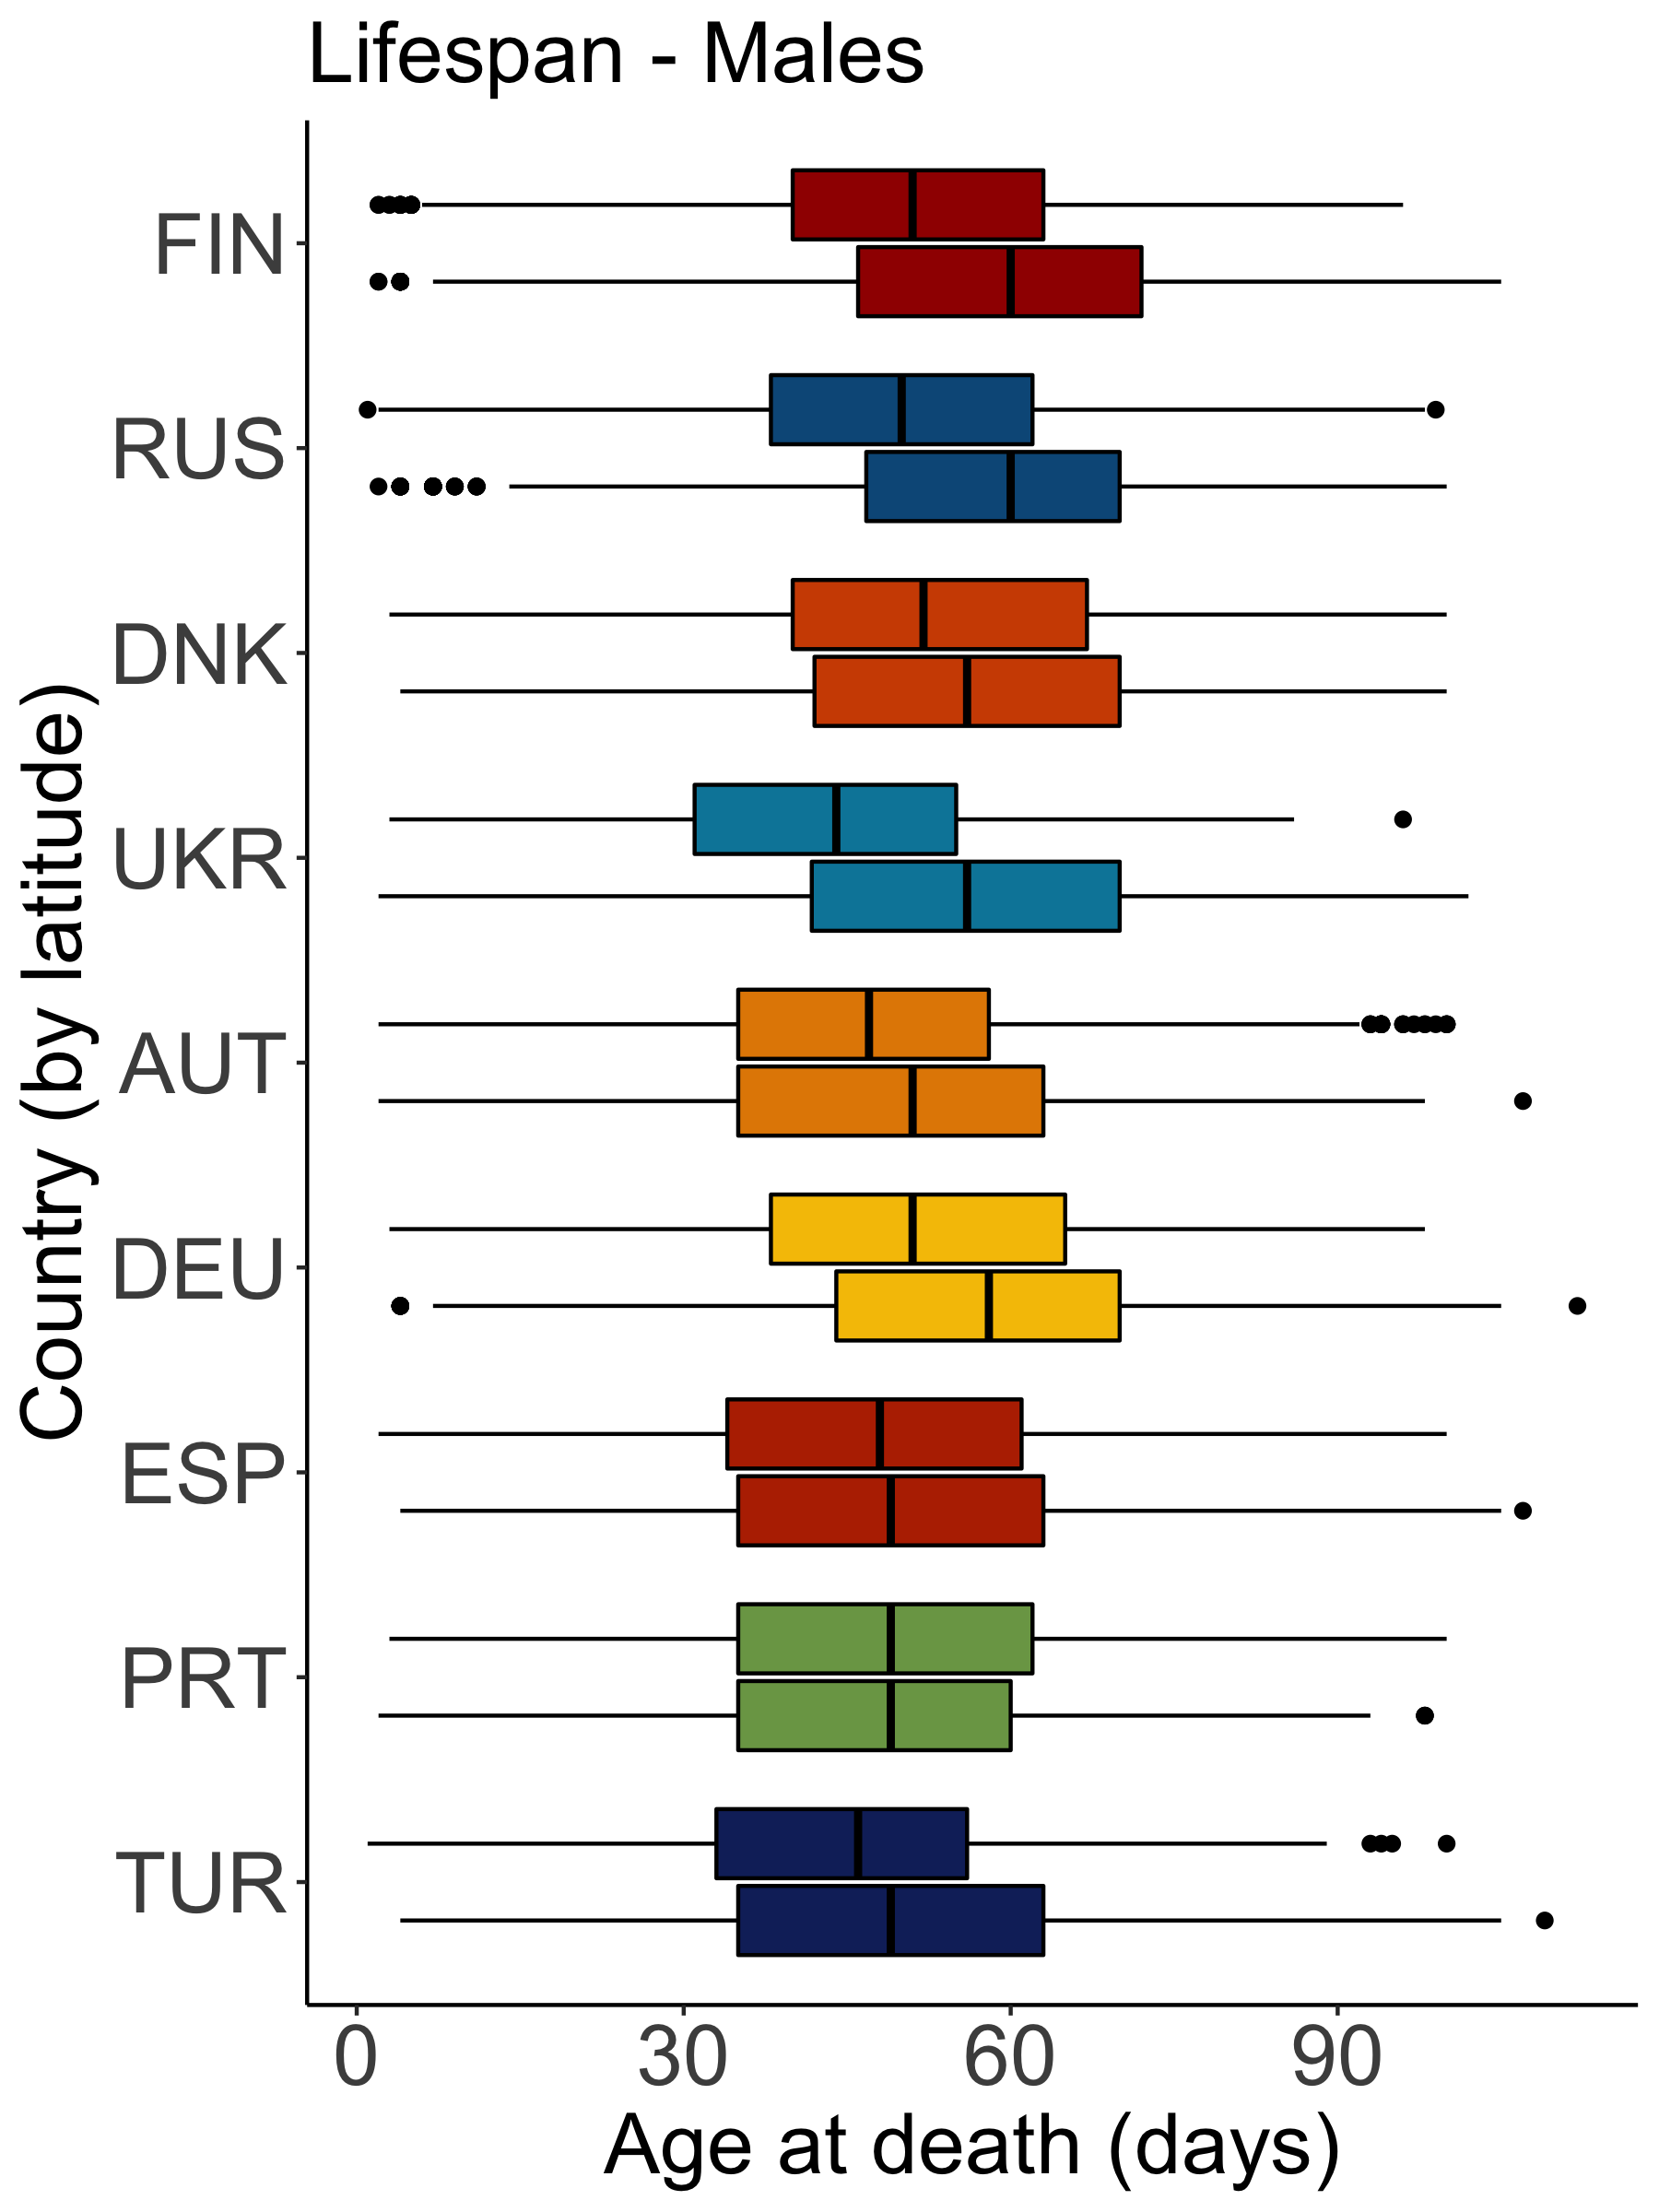 Lifespan - Males
Country (by latitude)
FIN
RUS
DNK
UKR
AUT
DEU
ESP
PRT
TUR
0 30 60 90
Age at death (days)